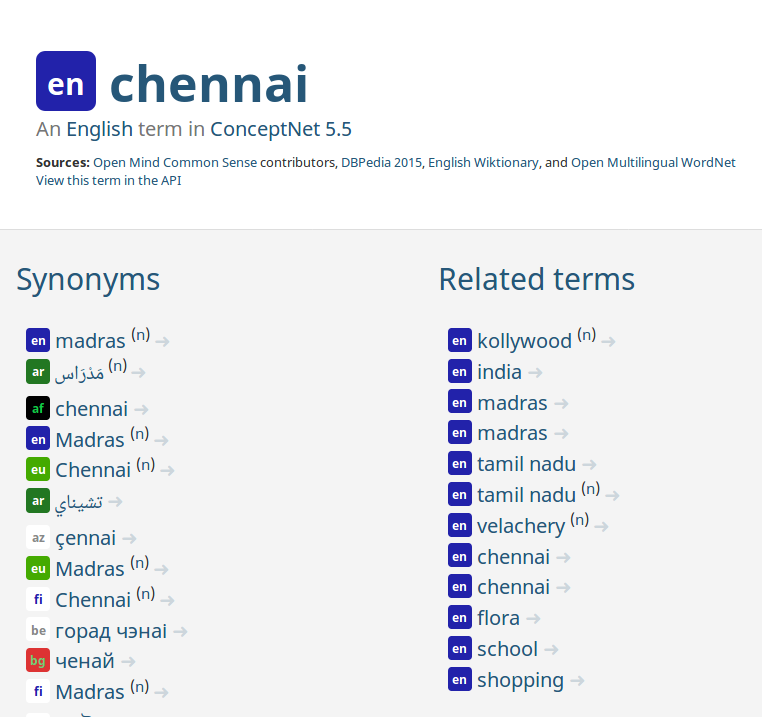 en chennai
An English term in ConceptNet 5.5
Sources: Open Mind Common Sense contributors, DBPedia 2015, English Wiktionary, and Open Multilingual WordNet
View this term in the API
Synonyms
en madras (n) ➜
ar مَدْرَاس (n) ➜
af chennai ➜
en Madras (n) ➜
eu Chennai (n) ➜
ar تشيناي ➜
az çennai ➜
eu Madras (n) ➜
fi Chennai (n) ➜
be горад чэнаі ➜
bg ченай ➜
fi Madras (n) ➜
Related terms
en kollywood (n) ➜
en india ➜
en madras ➜
en madras ➜
en tamil nadu ➜
en tamil nadu (n) ➜
en velachery (n) ➜
en chennai ➜
en chennai ➜
en flora ➜
en school ➜
en shopping ➜